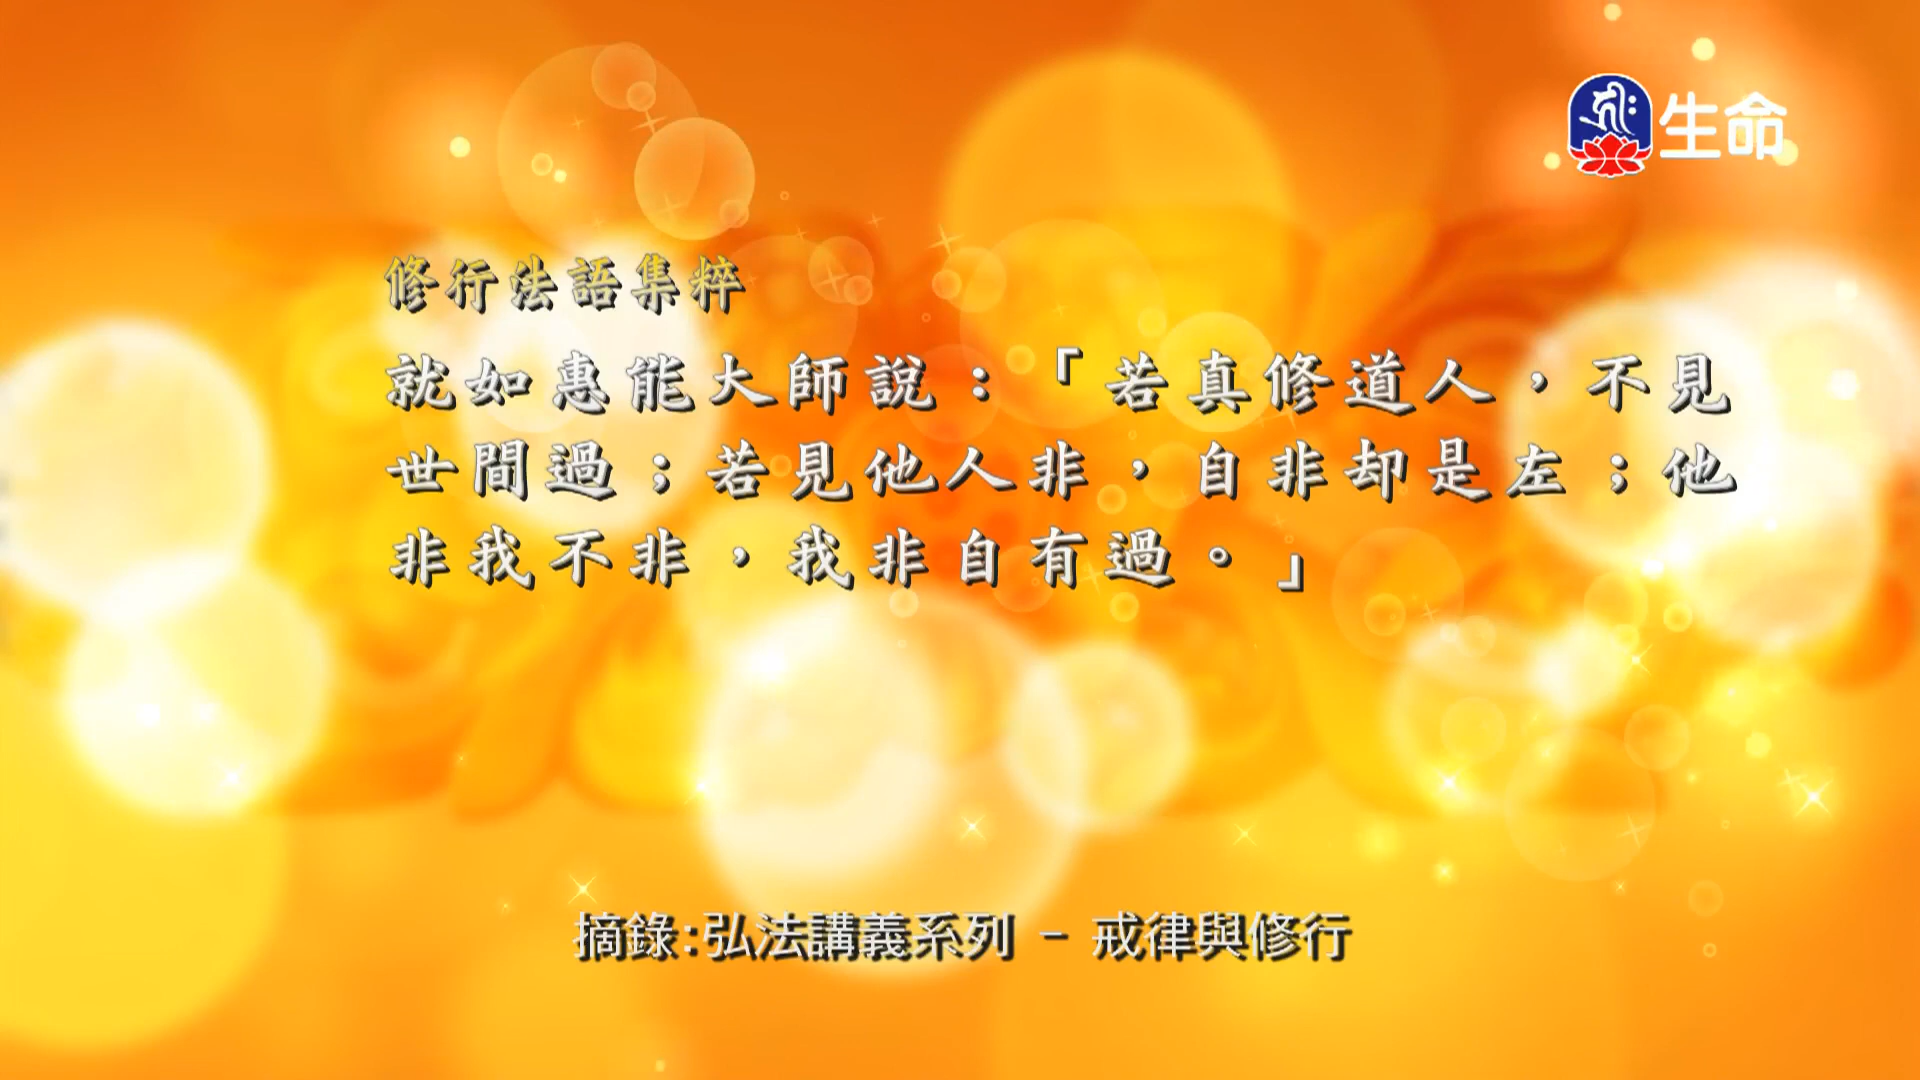 生命
修行法語集粹
就如惠能大師說：「若真修道人，不見
世間過；若見他人非，自非却是左；他
非我不非，我非自有過。」
摘錄:弘法講義系列 - 戒律與修行